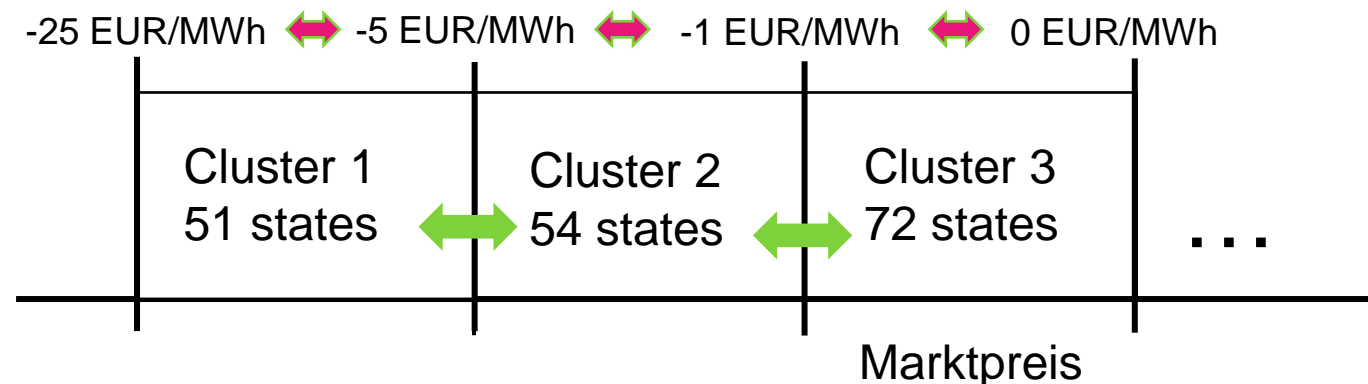 -25 EUR/MWh -5 EUR/MWh -1 EUR/MWh 0 EUR/MWh
Cluster 1
51 states
Cluster 2
54 states
Cluster 3
72 states
...
Marktpreis